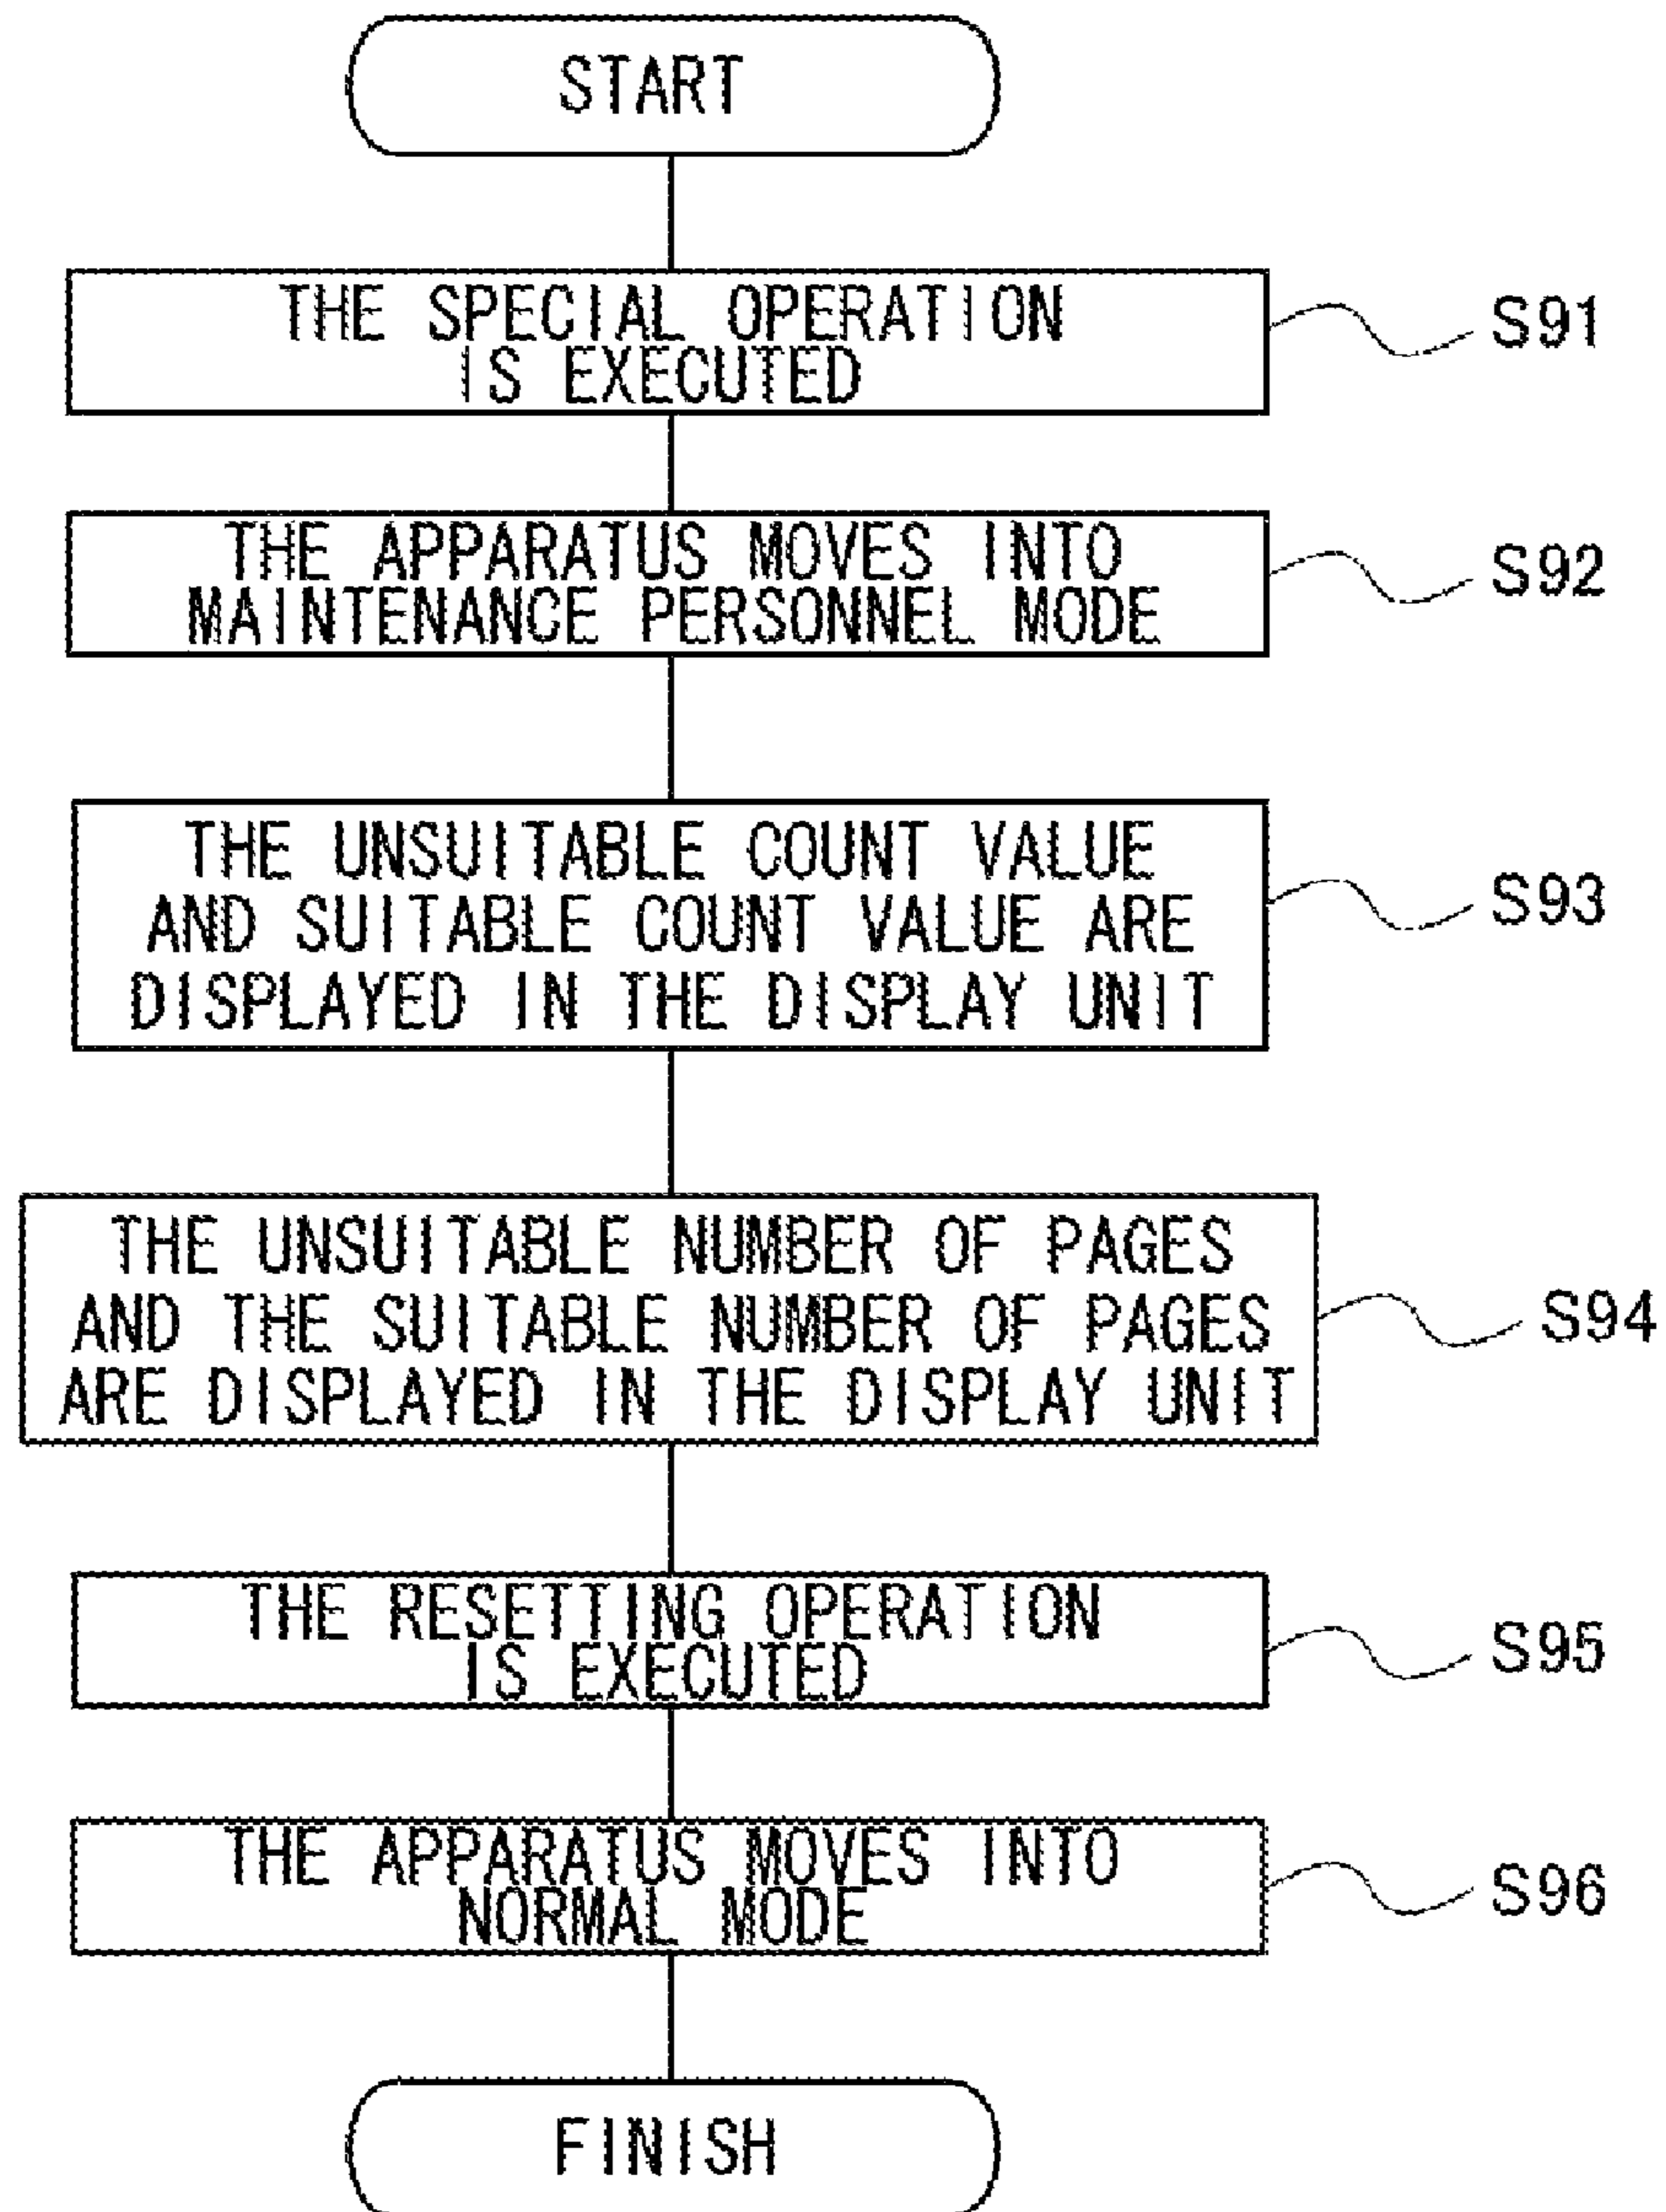 START
THE SPECIAL OPERATION
IS EXECUTED
S91
THE APPARATUS MOVES INTO
MAINTENANCE PERSONNEL MODE
S92
THE UNSUITABLE COUNT VALUE
AND SUITABLE COUNT VALUE ARE
DISPLAYED IN THE DISPLAY UNIT
S93
THE UNSUITABLE NUMBER OF PAGES
AND THE SUITABLE NUMBER OF PAGES
ARE DISPLAYED IN THE DISPLAY UNIT
S94
THE RESETTING OPERATION
IS EXECUTED
S95
THE APPARATUS MOVES INTO
NORMAL MODE
S96
FINISH